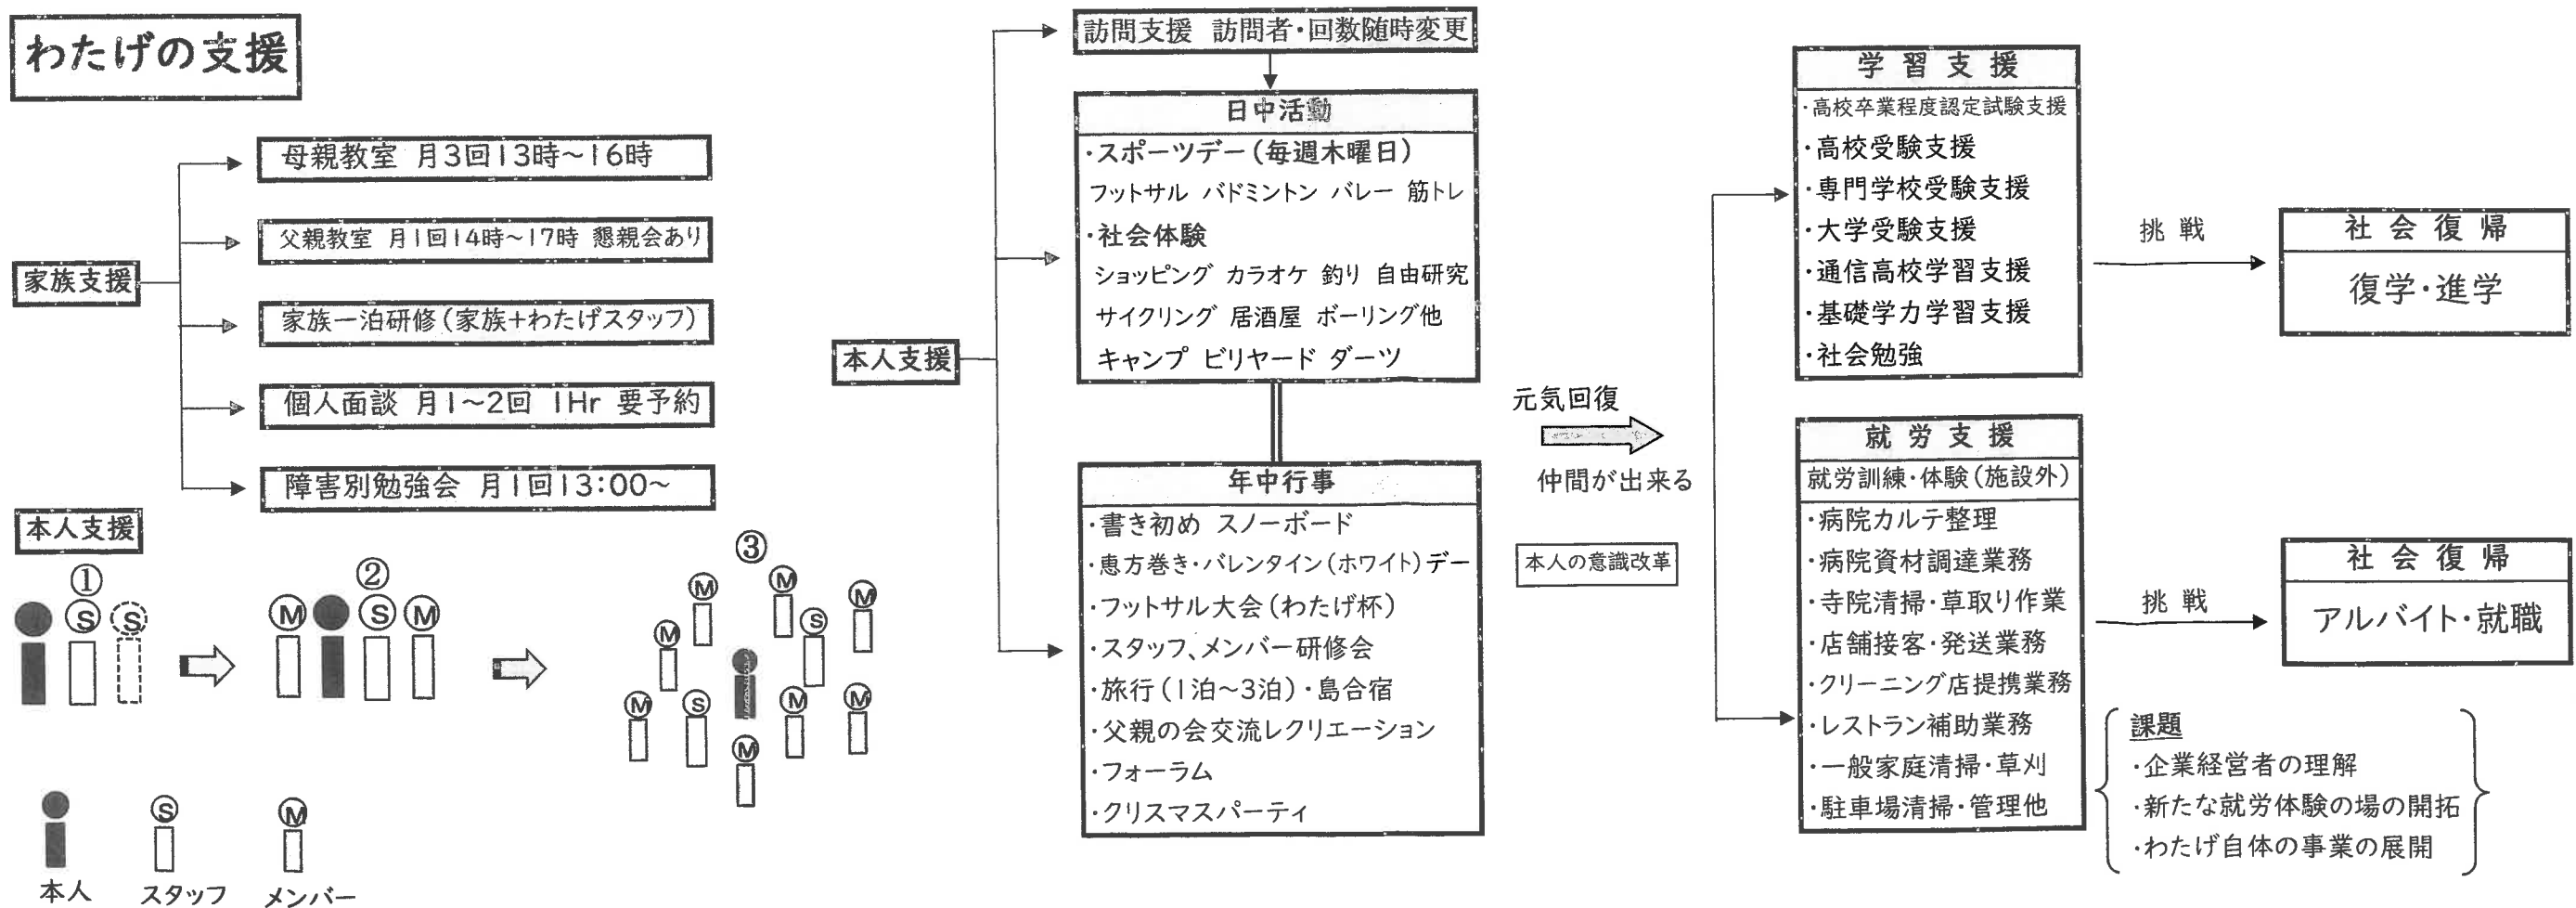 わたげの支援
家族支援
母親教室 月3回13時～16時
父親教室 月1回14時～17時 懇親会あり
家族一泊研修(家族+わたげスタッフ)
個人面談 月1～2回 1Hr 要予約
障害別勉強会 月1回13:00～
本人支援
①
S
S
②
M
S
M
③
M
M
M
M
S
M
S
M
M
M
S
M
本人
スタッフ
メンバー
本人支援
訪問支援 訪問者・回数随時変更
日中活動
・スポーツデー(毎週木曜日)
フットサル バドミントン バレー 筋トレ
・社会体験
ショッピング カラオケ 釣り 自由研究
サイクリング 居酒屋 ボーリング他
キャンプ ビリヤード ダーツ
年中行事
・書き初め スノーボード
・恵方巻き・バレンタイン(ホワイト)デー
・フットサル大会(わたげ杯)
・スタッフ、メンバー研修会
・旅行(1泊～3泊)・島合宿
・父親の会交流レクリエーション
・フォーラム
・クリスマスパーティ
元気回復
仲間が出来る
本人の意識改革
学習支援
・高校卒業程度認定試験支援
・高校受験支援
・専門学校受験支援
・大学受験支援
・通信高校学習支援
・基礎学力学習支援
・社会勉強
挑戦
社会復帰
復学・進学
就労支援
就労訓練・体験(施設外)
・病院カルテ整理
・病院資材調達業務
・寺院清掃・草取り作業
・店舗接客・発送業務
・クリーニング店提携業務
・レストラン補助業務
・一般家庭清掃・草刈
・駐車場清掃・管理他
挑戦
社会復帰
アルバイト・就職
課題
・企業経営者の理解
・新たな就労体験の場の開拓
・わたげ自体の事業の展開